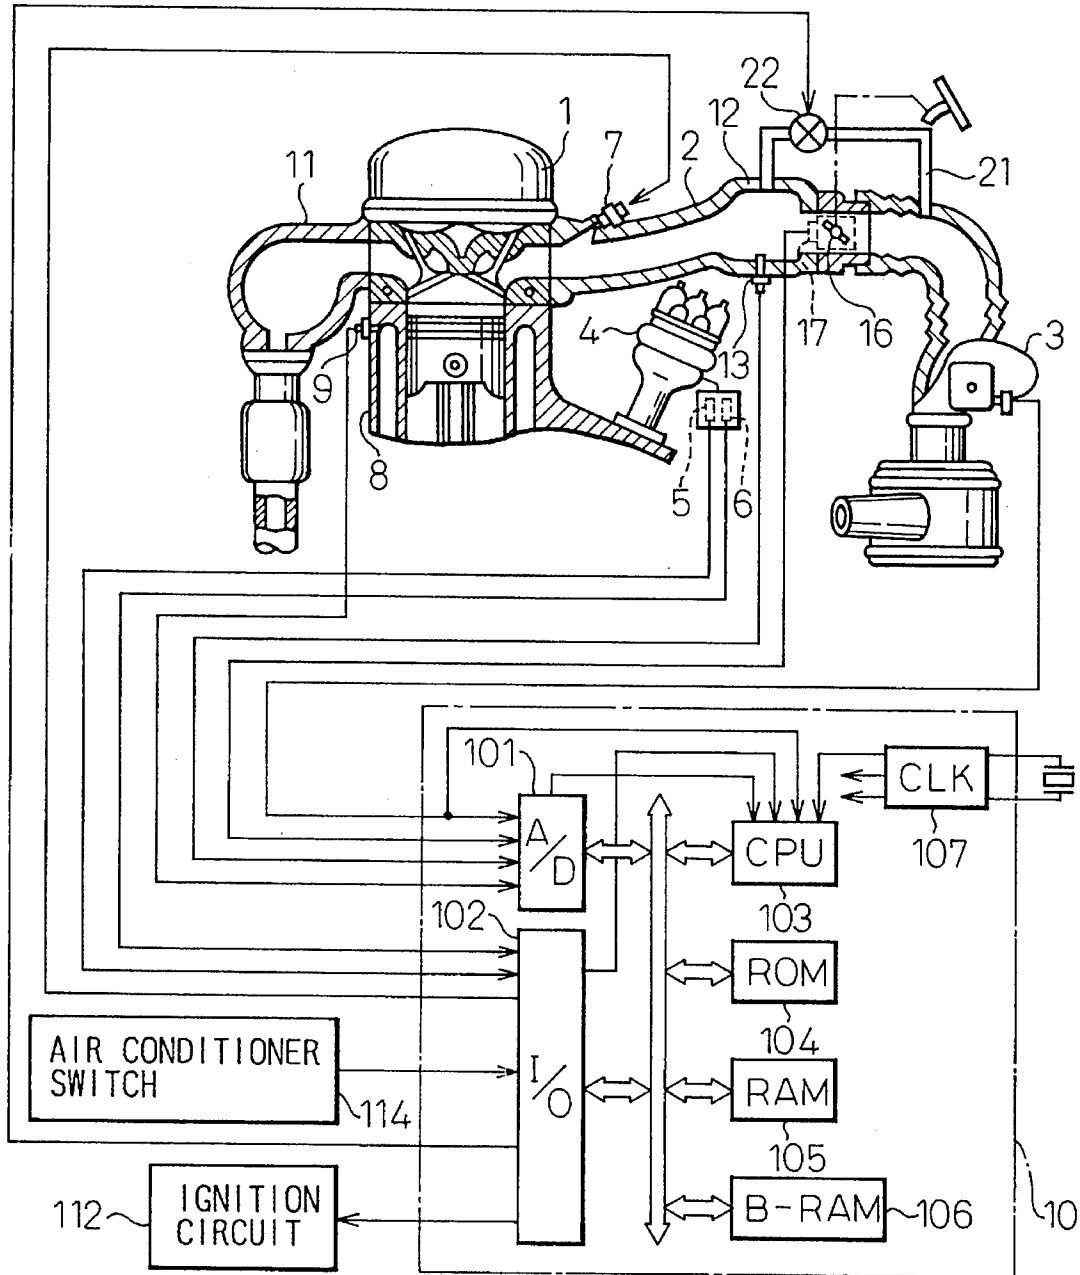 22
1
7
12
2
11
21
4
13
17
16
3
9
8
5
6
101
A/D
CLK
107
CPU
103
102
ROM
104
AIR CONDITIONER
SWITCH
114
I/O
RAM
105
IGNITION
CIRCUIT
112
B-RAM
106
10